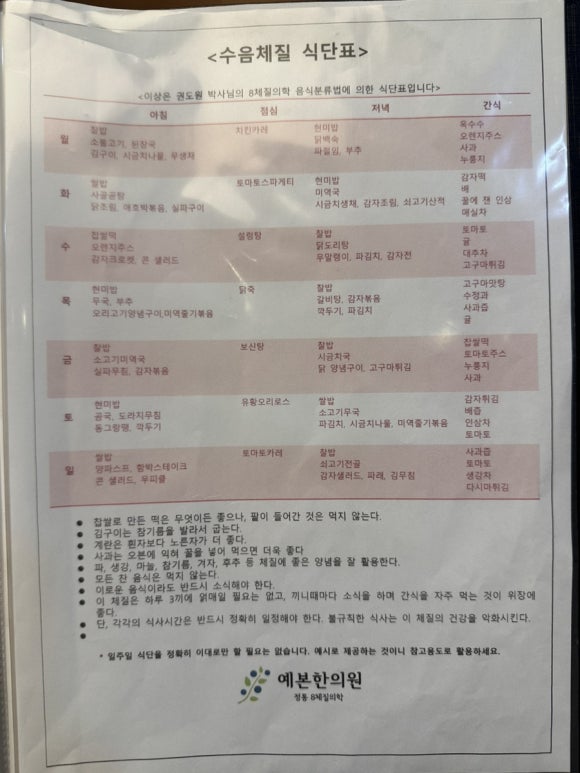 <수음체질 식단표>
<이상은 권도원 박사님의 8체질의학 음식분류법에 의한 식단표입니다>
아침 점심 저녁 간식
월
찰밥
소불고기, 된장국
김구이, 시금치나물, 무생채
치킨카레
현미밥
닭백숙
파절임, 부추
옥수수
오렌지주스
사과
누룽지
화
쌀밥
사골곰탕
닭조림, 애호박볶음, 실파구이
토마토스파게티
현미밥
미역국
시금치생채, 감자조림, 쇠고기산적
감자떡
배
꿀에 잰 인삼
매실차
수
찹쌀떡
오렌지주스
감자크로켓, 콘 샐러드
설렁탕
찰밥
닭도리탕
무말랭이, 파김치, 감자전
토마토
귤
대추차
고구마튀김
목
현미밥
무국, 부추
오리고기양념구이,미역줄기볶음
닭죽
찰밥
갈비탕, 감자볶음
깍두기, 파김치
고구마맛탕
수정과
사과즙
귤
금
찰밥
소고기미역국
실파무침, 감자볶음
보신탕
찰밥
시금치국
닭 양념구이, 고구마튀김
찹쌀떡
토마토주스
누룽지
사과
토
현미밥
곰국, 도라지무침
동그랑땡, 깍두기
유황오리로스
쌀밥
소고기무국
파김치, 시금치나물, 미역줄기볶음
감자튀김
배즙
인삼차
토마토
일
쌀밥
양파스프, 함박스테이크
콘 샐러드, 무피클
토마토카레
찰밥
쇠고기전골
감자샐러드, 파래, 김무침
사과즙
토마토
생강차
다시마튀김
● 찹쌀로 만든 떡은 무엇이든 좋으나, 팥이 들어간 것은 먹지 않는다.
● 김구이는 참기름을 발라서 굽는다.
● 계란은 흰자보다 노른자가 더 좋다.
● 사과는 오븐에 익혀 꿀을 넣어 먹으면 더욱 좋다
● 파, 생강, 마늘, 참기름, 겨자, 후추 등 체질에 좋은 양념을 잘 활용한다.
● 모든 찬 음식은 먹지 않는다.
● 이로운 음식이라도 반드시 소식해야 한다.
● 이 체질은 하루 3끼에 얽매일 필요는 없고, 끼니때마다 소식을 하며 간식을 자주 먹는 것이 위장에
좋다.
● 단, 각각의 식사시간은 반드시 정확히 일정해야 한다. 불규칙한 식사는 이 체질의 건강을 악화시킨다.
●
* 일주일 식단을 정확히 이대로만 할 필요는 없습니다. 예시로 제공하는 것이니 참고용도로 활용하세요.
예본한의원
정통 8체질의학